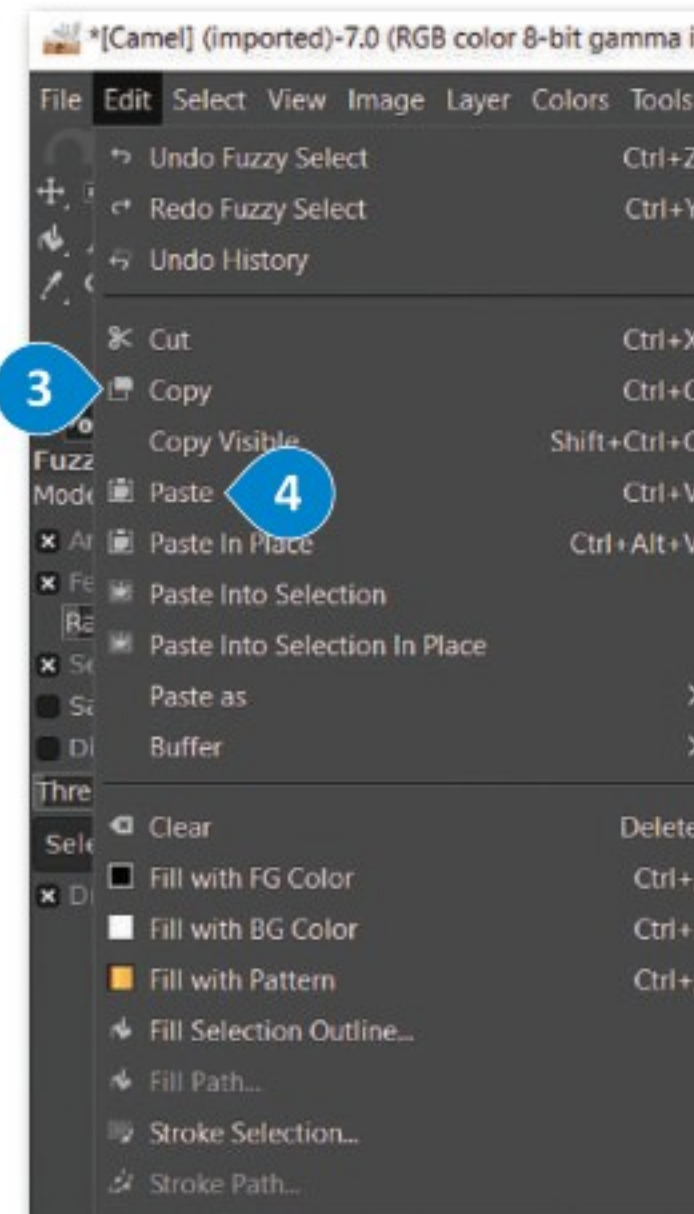 *[Camel] (imported)-7.0 (RGB color 8-bit gamma
File Edit Select View Image Layer Colors Tools
Undo Fuzzy Select Ctrl+Z
Redo Fuzzy Select Ctrl+Y
Undo History
Cut Ctrl+X
3
Copy Ctrl+C
Copy Visible Shift+Ctrl+C
Paste 4 Ctrl+V
Paste In Place Ctrl+Alt+V
Paste Into Selection
Paste Into Selection In Place
Paste as
Buffer
Clear Delete
Fill with FG Color Ctrl+
Fill with BG Color Ctrl+
Fill with Pattern Ctrl+
Fill Selection Outline...
Fill Path...
Stroke Selection...
Stroke Path...